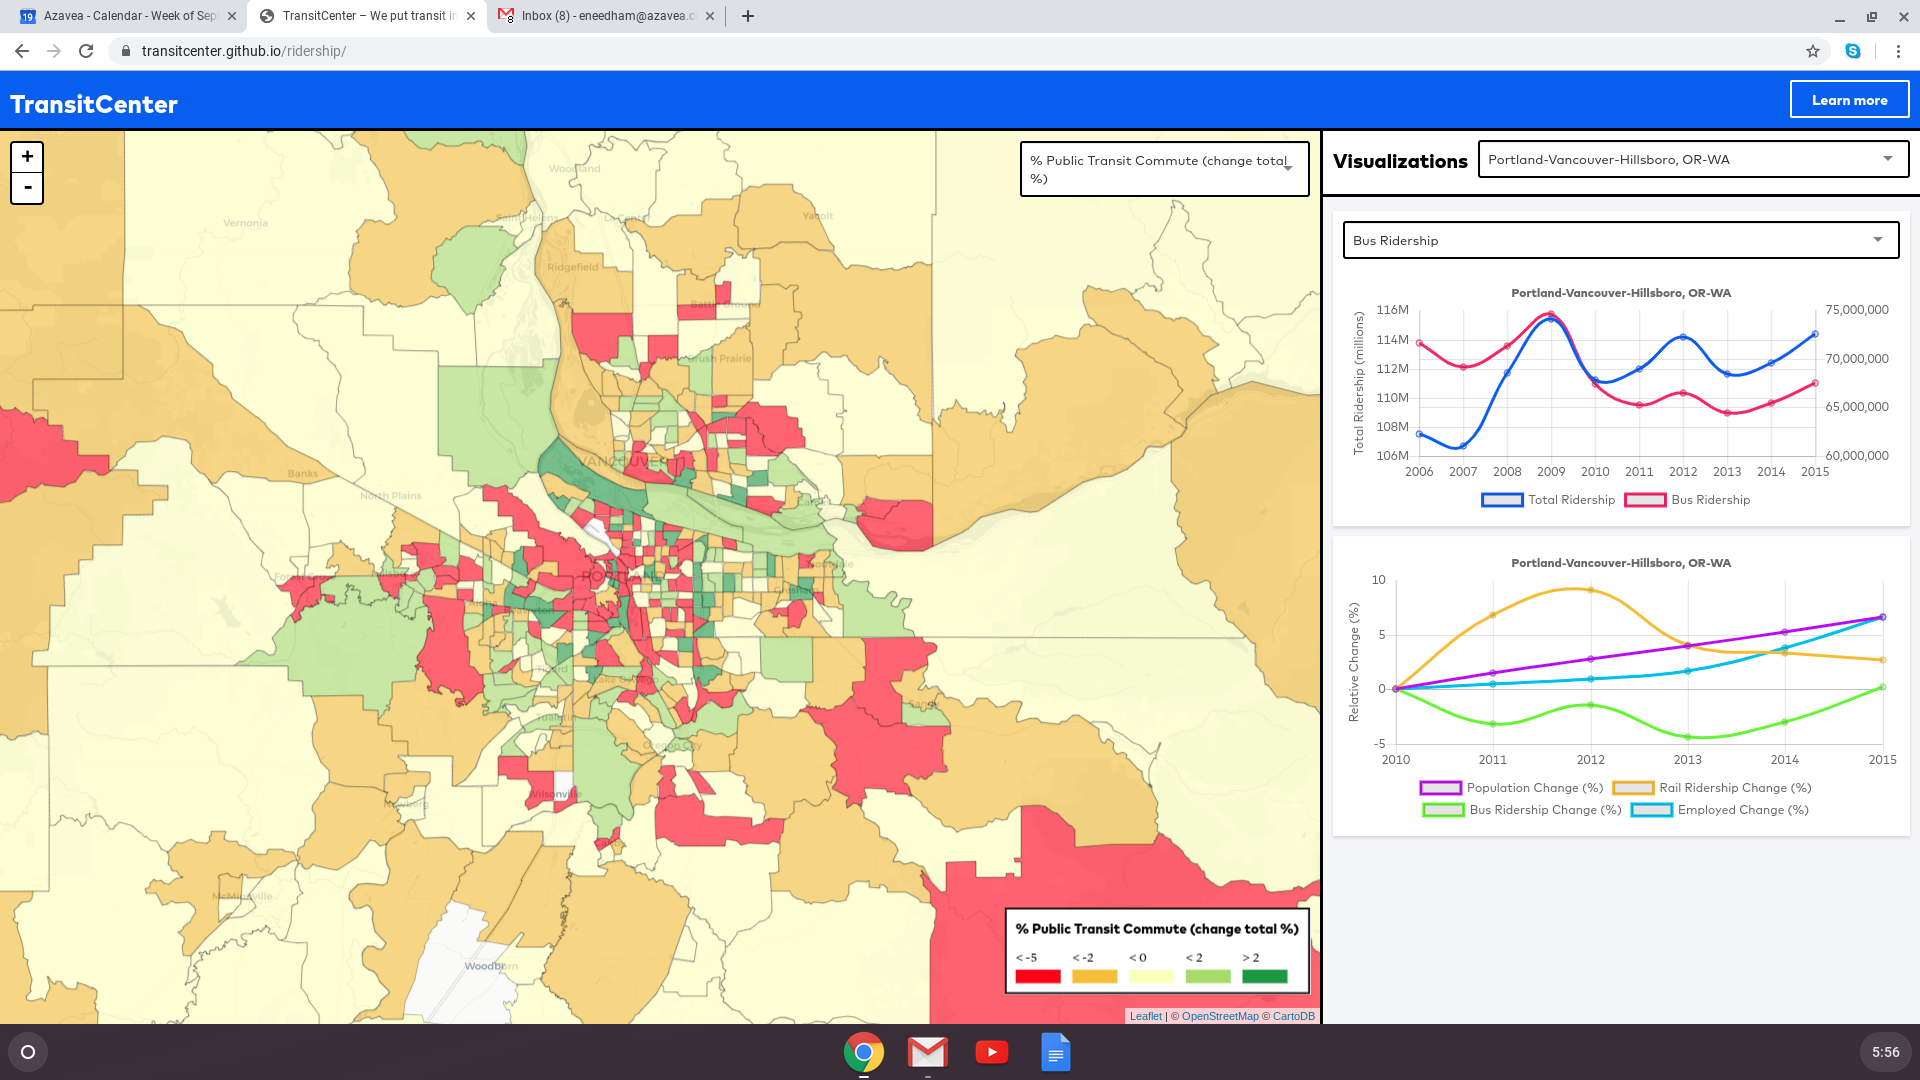 19
Azavea - Calendar - Week of Sep
TransitCenter – We put transit in
Inbox (8) - eneedham@azavea.c
transitcenter.github.io/ridership/
TransitCenter
Learn more
+
-
% Public Transit Commute (change total
%)
Woodland
Vernonia
Saint Helens
La Center
Yacolt
Ridgefield
Battle Ground
Brush Prairie
VANCOUVER
Banks
North Plains
Forest Grove
PORTLAND
Troutdale
Gresham
Aloha
Beaverton
Tigard
Lake Oswego
Tualatin
Sandy
Oregon City
Wilsonville
Newberg
Canby
McMinnville
Woodburn
% Public Transit Commute (change total %)
< -5 < -2 < 0 < 2 > 2
Leaflet | © OpenStreetMap © CartoDB
Visualizations
Portland-Vancouver-Hillsboro, OR-WA
Bus Ridership
Portland-Vancouver-Hillsboro, OR-WA
Total Ridership (millions)
116M
114M
112M
110M
108M
106M
75,000,000
70,000,000
65,000,000
60,000,000
2006 2007 2008 2009 2010 2011 2012 2013 2014 2015
Total Ridership Bus Ridership
Portland-Vancouver-Hillsboro, OR-WA
Relative Change (%)
10
5
0
-5
2010 2011 2012 2013 2014 2015
Population Change (%) Rail Ridership Change (%)
Bus Ridership Change (%) Employed Change (%)
5:56